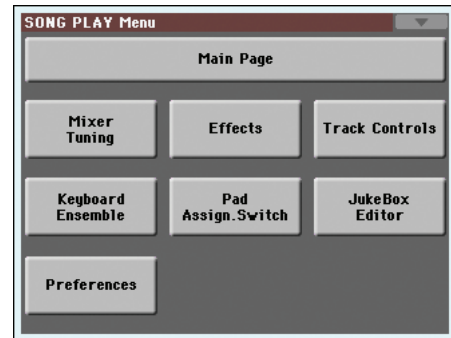 SONG PLAY Menu
Main Page
Mixer
Tuning
Effects
Track Controls
Keyboard
Ensemble
Pad
Assign.Switch
JukeBox
Editor
Preferences